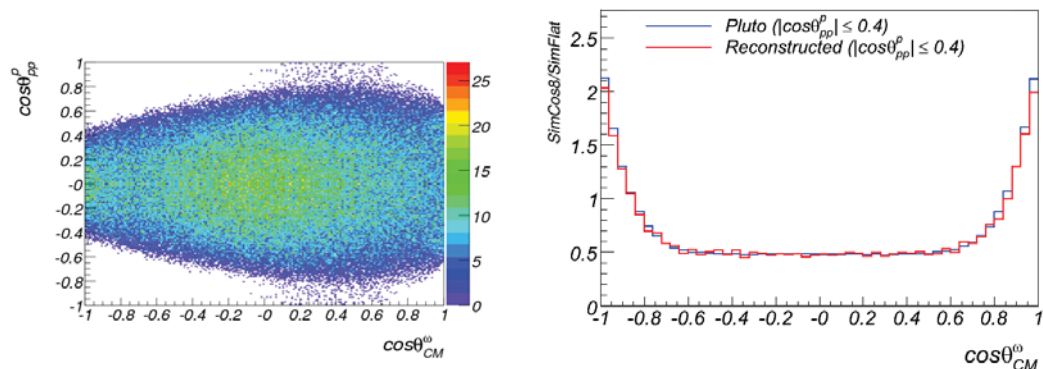 cosθ^p_pp
1
0.8
0.6
0.4
0.2
-0
-0.2
-0.4
-0.6
-0.8
-1
-1 -0.8 -0.6 -0.4 -0.2 -0 0.2 0.4 0.6 0.8 1
cosθ^ω_CM
25
20
15
10
5
0
SimCos8/SimFlat
2.5
2
1.5
1
0.5
0
Pluto (|cosθ^p_pp| ≤ 0.4)
Reconstructed (|cosθ^p_pp| ≤ 0.4)
-1 -0.8 -0.6 -0.4 -0.2 -0 0.2 0.4 0.6 0.8 1
cosθ^ω_CM